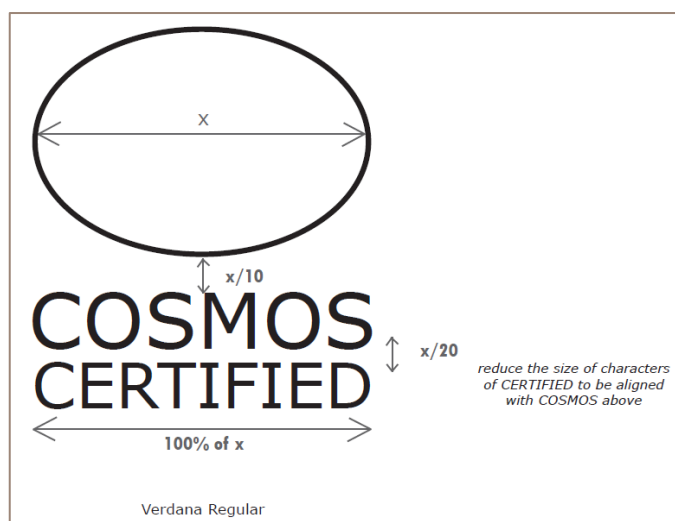 X
x/10
COSMOS
x/20
CERTIFIED
reduce the size of characters
of CERTIFIED to be aligned
with COSMOS above
100% of x
Verdana Regular